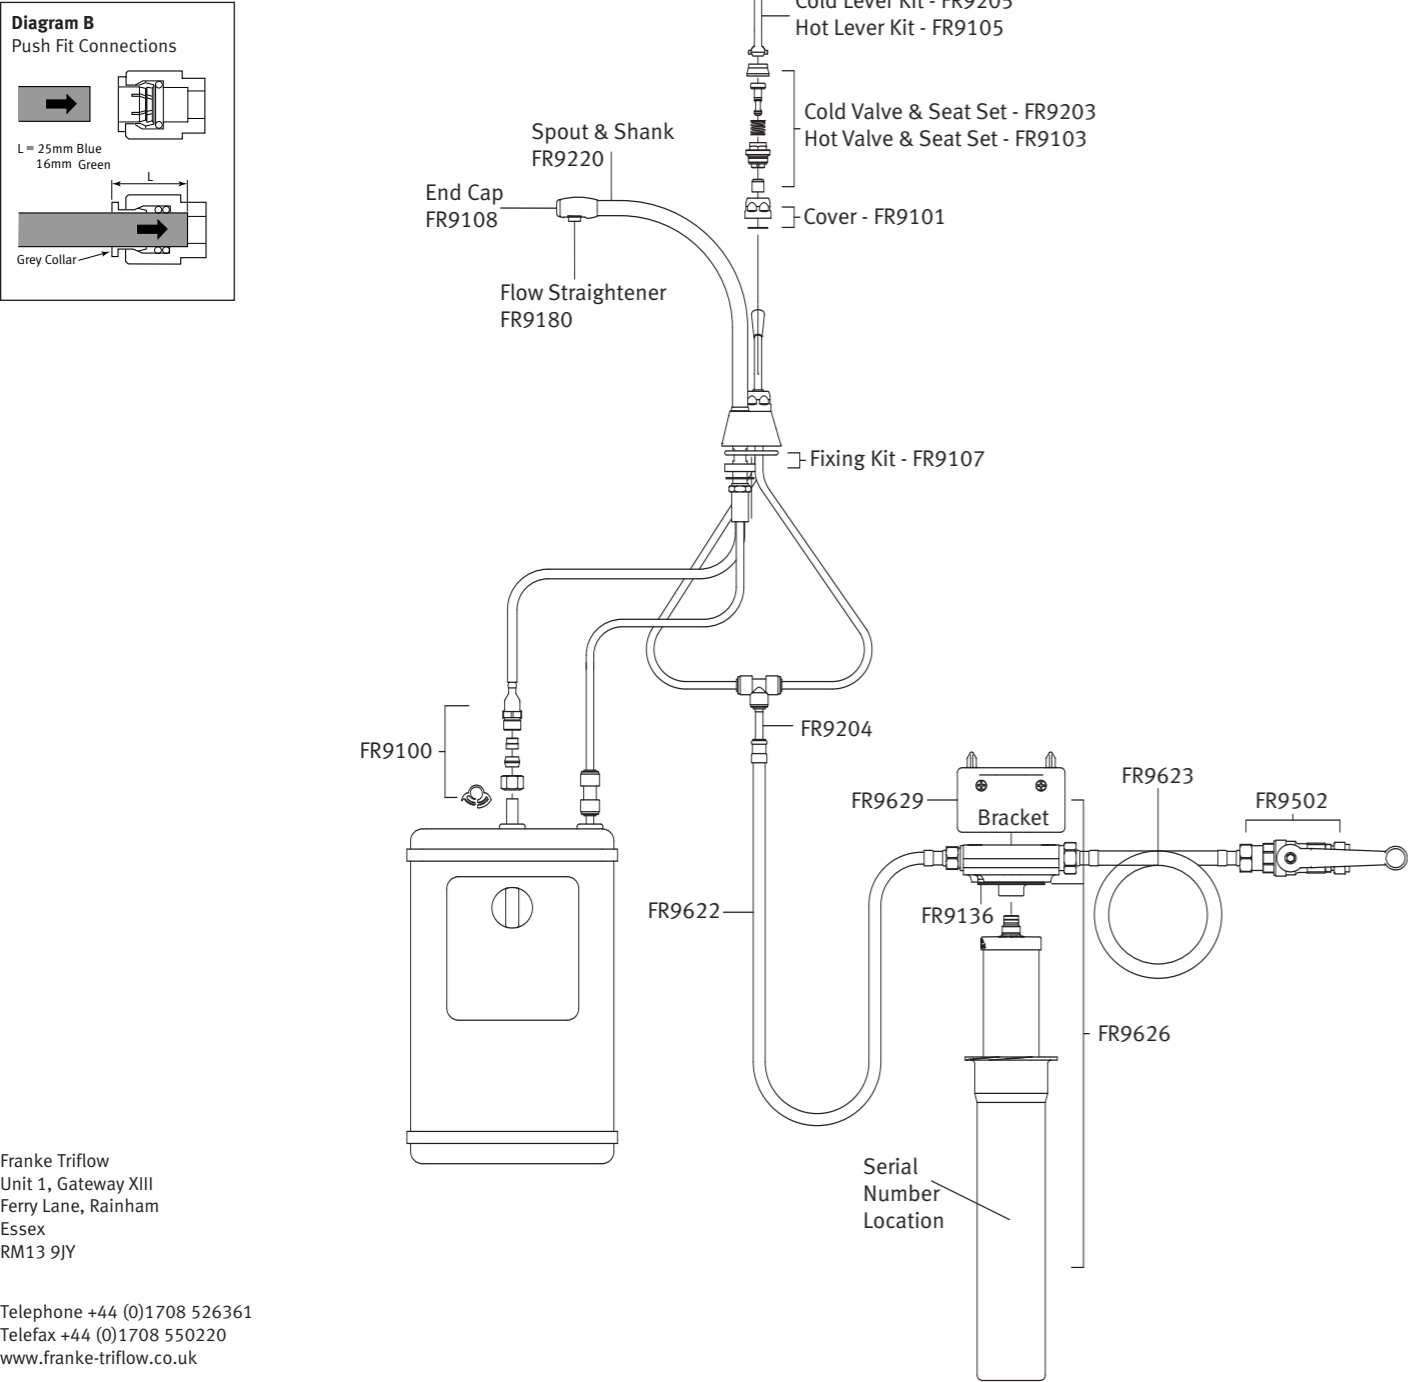 Diagram B
Push Fit Connections
L = 25mm Blue
16mm Green
L
Grey Collar
Cold Lever Kit - FR9205
Hot Lever Kit - FR9105
Cold Valve & Seat Set - FR9203
Hot Valve & Seat Set - FR9103
Cover - FR9101
Spout & Shank
FR9220
End Cap
FR9108
Flow Straightener
FR9180
Fixing Kit - FR9107
FR9100
FR9204
FR9629
Bracket
FR9623
FR9502
FR9622
FR9136
FR9626
Serial
Number
Location
Franke Triflow
Unit 1, Gateway XIII
Ferry Lane, Rainham
Essex
RM13 9JY
Telephone +44 (0)1708 526361
Telefax +44 (0)1708 550220
www.franke-triflow.co.uk